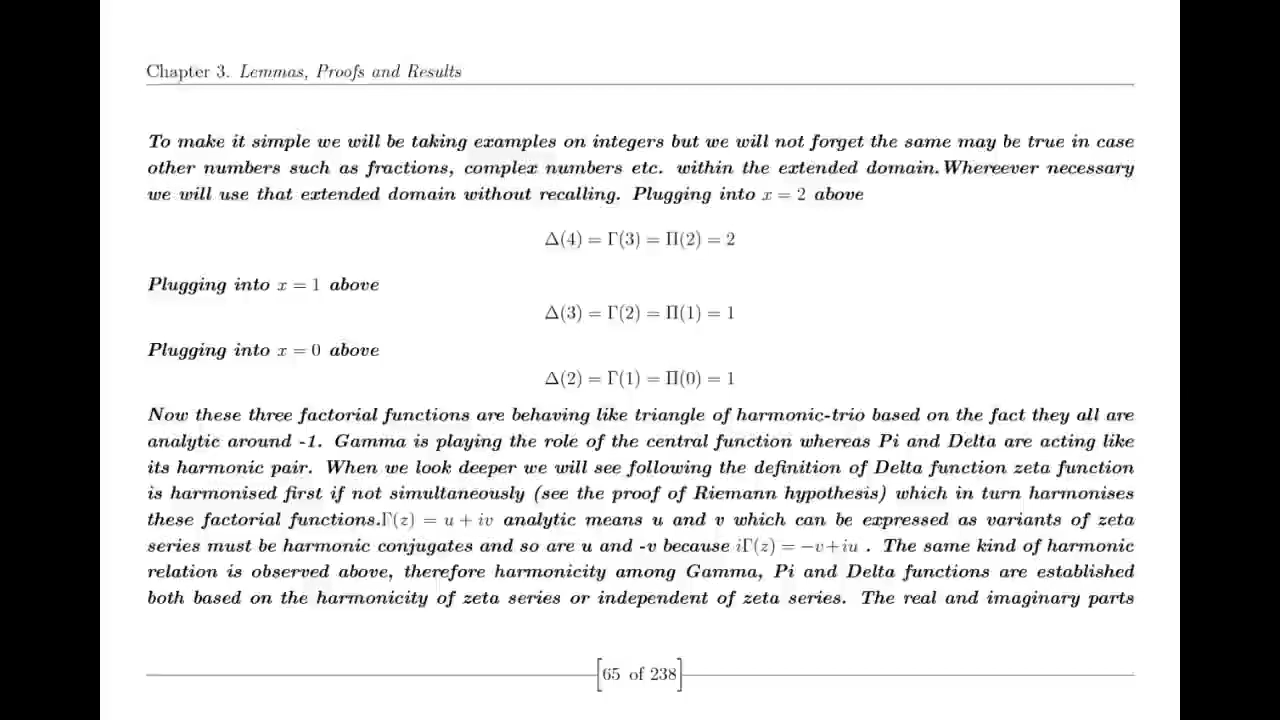 Chapter 3. Lemmas, Proofs and Results
To make it simple we will be taking examples on integers but we will not forget the same may be true in case
other numbers such as fractions, complex numbers etc. within the extended domain.Whereever necessary
we will use that extended domain without recalling. Plugging into x = 2 above
Δ(4) = Γ(3) = Π(2) = 2
Plugging into x = 1 above
Δ(3) = Γ(2) = Π(1) = 1
Plugging into x = 0 above
Δ(2) = Γ(1) = Π(0) = 1
Now these three factorial functions are behaving like triangle of harmonic-trio based on the fact they all are
analytic around -1. Gamma is playing the role of the central function whereas Pi and Delta are acting like
its harmonic pair. When we look deeper we will see following the definition of Delta function zeta function
is harmonised first if not simultaneously (see the proof of Riemann hypothesis) which in turn harmonises
these factorial functions.Γ(z) = u + iv analytic means u and v which can be expressed as variants of zeta
series must be harmonic conjugates and so are u and -v because iΓ(z) = −v+iu . The same kind of harmonic
relation is observed above, therefore harmonicity among Gamma, Pi and Delta functions are established
both based on the harmonicity of zeta series or independent of zeta series. The real and imaginary parts
65 of 238